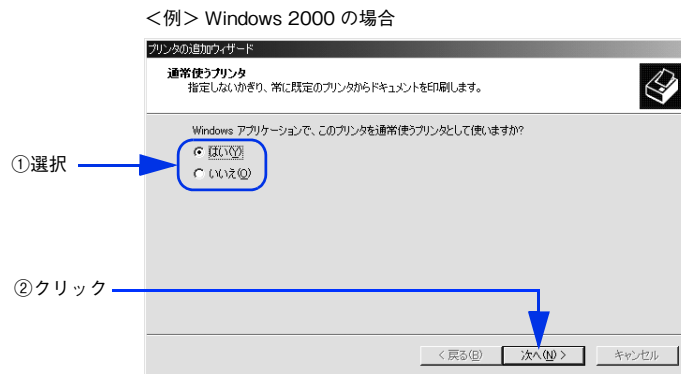 ＜例＞ Windows 2000 の場合
プリンタの追加ウィザード
通常使うプリンタ
指定しないかぎり、常に既定のプリンタからドキュメントを印刷します。
Windows アプリケーションで、このプリンタを通常使うプリンタとして使いますか?
はい(Y)
①選択
いいえ(O)
②クリック
< 戻る(B)
次へ(N) >
キャンセル